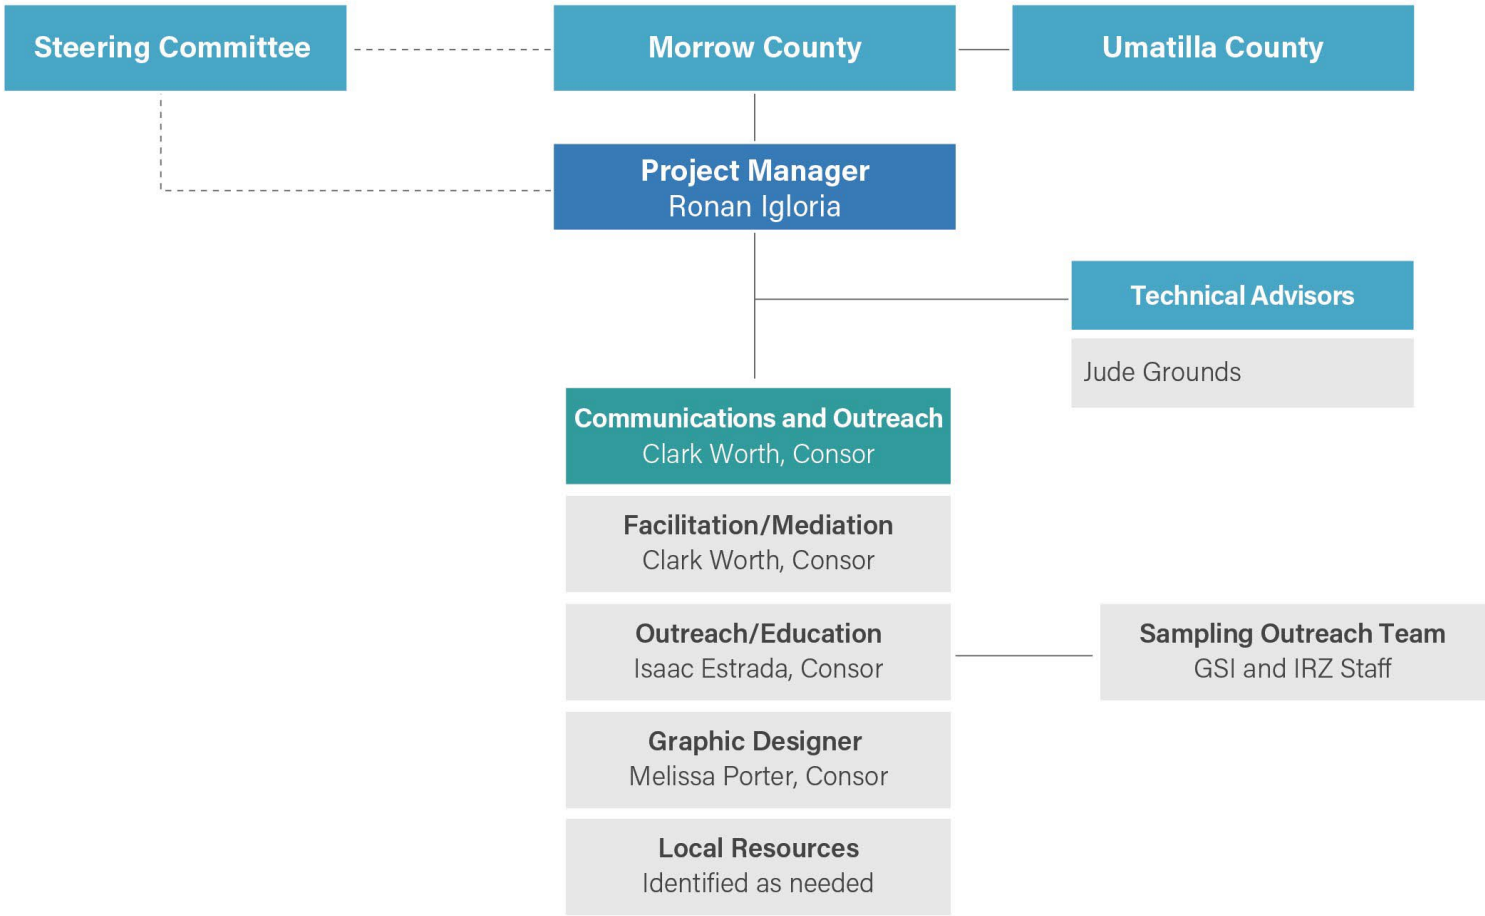 Steering Committee
Morrow County
Umatilla County
Project Manager
Ronan Igloria
Technical Advisors
Jude Grounds
Communications and Outreach
Clark Worth, Consor
Facilitation/Mediation
Clark Worth, Consor
Outreach/Education
Isaac Estrada, Consor
Sampling Outreach Team
GSI and IRZ Staff
Graphic Designer
Melissa Porter, Consor
Local Resources
Identified as needed